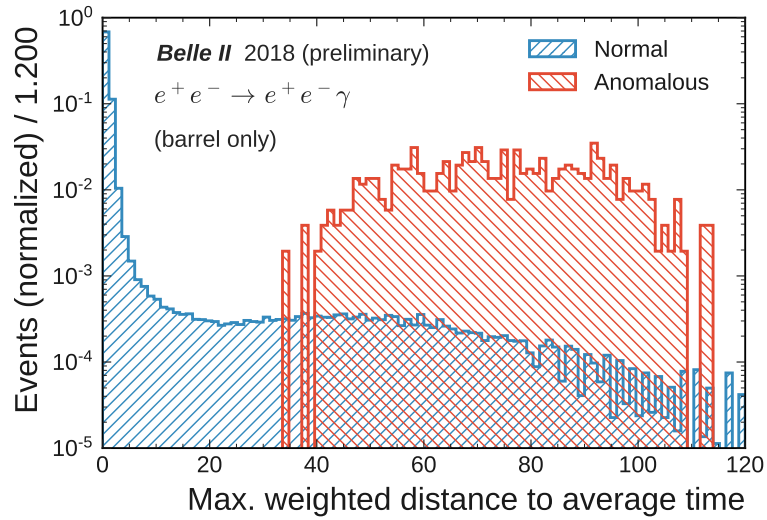 10⁰
10⁻¹
10⁻²
10⁻³
10⁻⁴
10⁻⁵
Events (normalized) / 1.200
Belle II 2018 (preliminary)
e⁺e⁻ → e⁺e⁻γ
(barrel only)
Normal
Anomalous
0 20 40 60 80 100 120
Max. weighted distance to average time